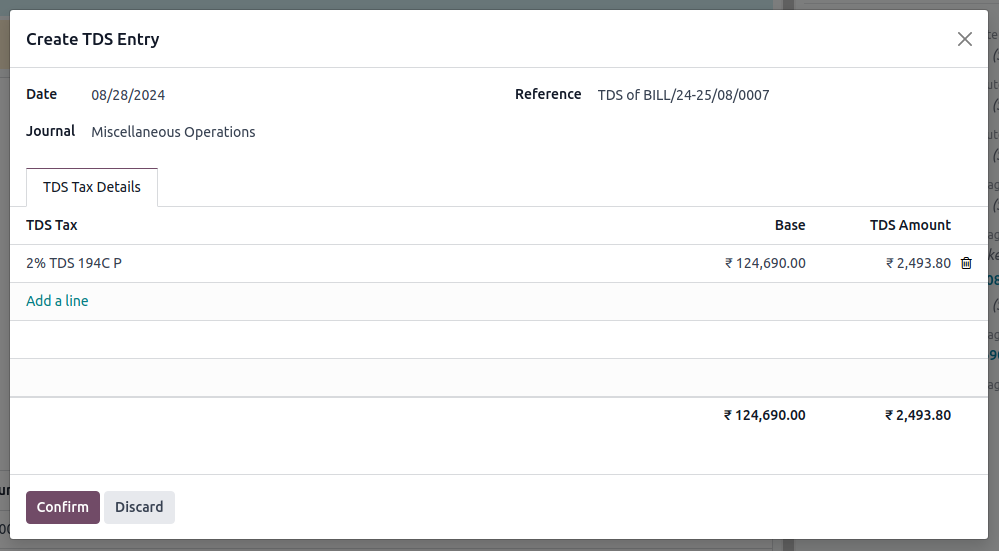 Create TDS Entry
Date 08/28/2024 Reference TDS of BILL/24-25/08/0007
Journal Miscellaneous Operations
TDS Tax Details
TDS Tax Base TDS Amount
2% TDS 194C P ₹ 124,690.00 ₹ 2,493.80
Add a line
₹ 124,690.00 ₹ 2,493.80
Confirm Discard